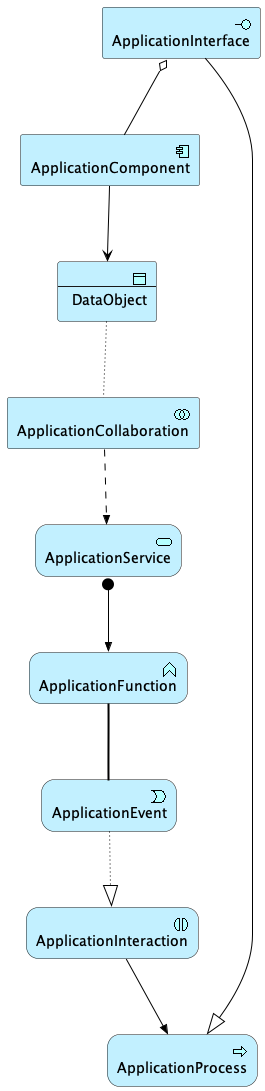 ApplicationInterface
ApplicationComponent
DataObject
ApplicationCollaboration
ApplicationService
ApplicationFunction
ApplicationEvent
ApplicationInteraction
ApplicationProcess